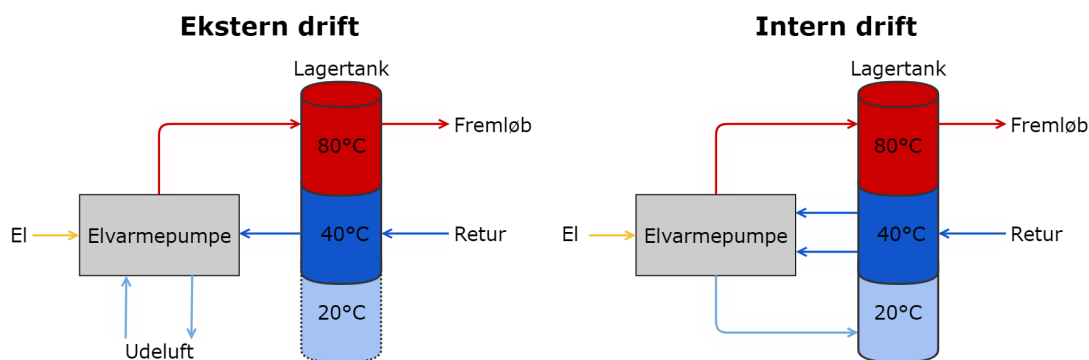 Ekstern drift
Lagertank
80°C
Fremløb
El
Elvarmepumpe
40°C
Retur
20°C
Udeluft
Intern drift
Lagertank
80°C
Fremløb
El
Elvarmepumpe
40°C
Retur
20°C